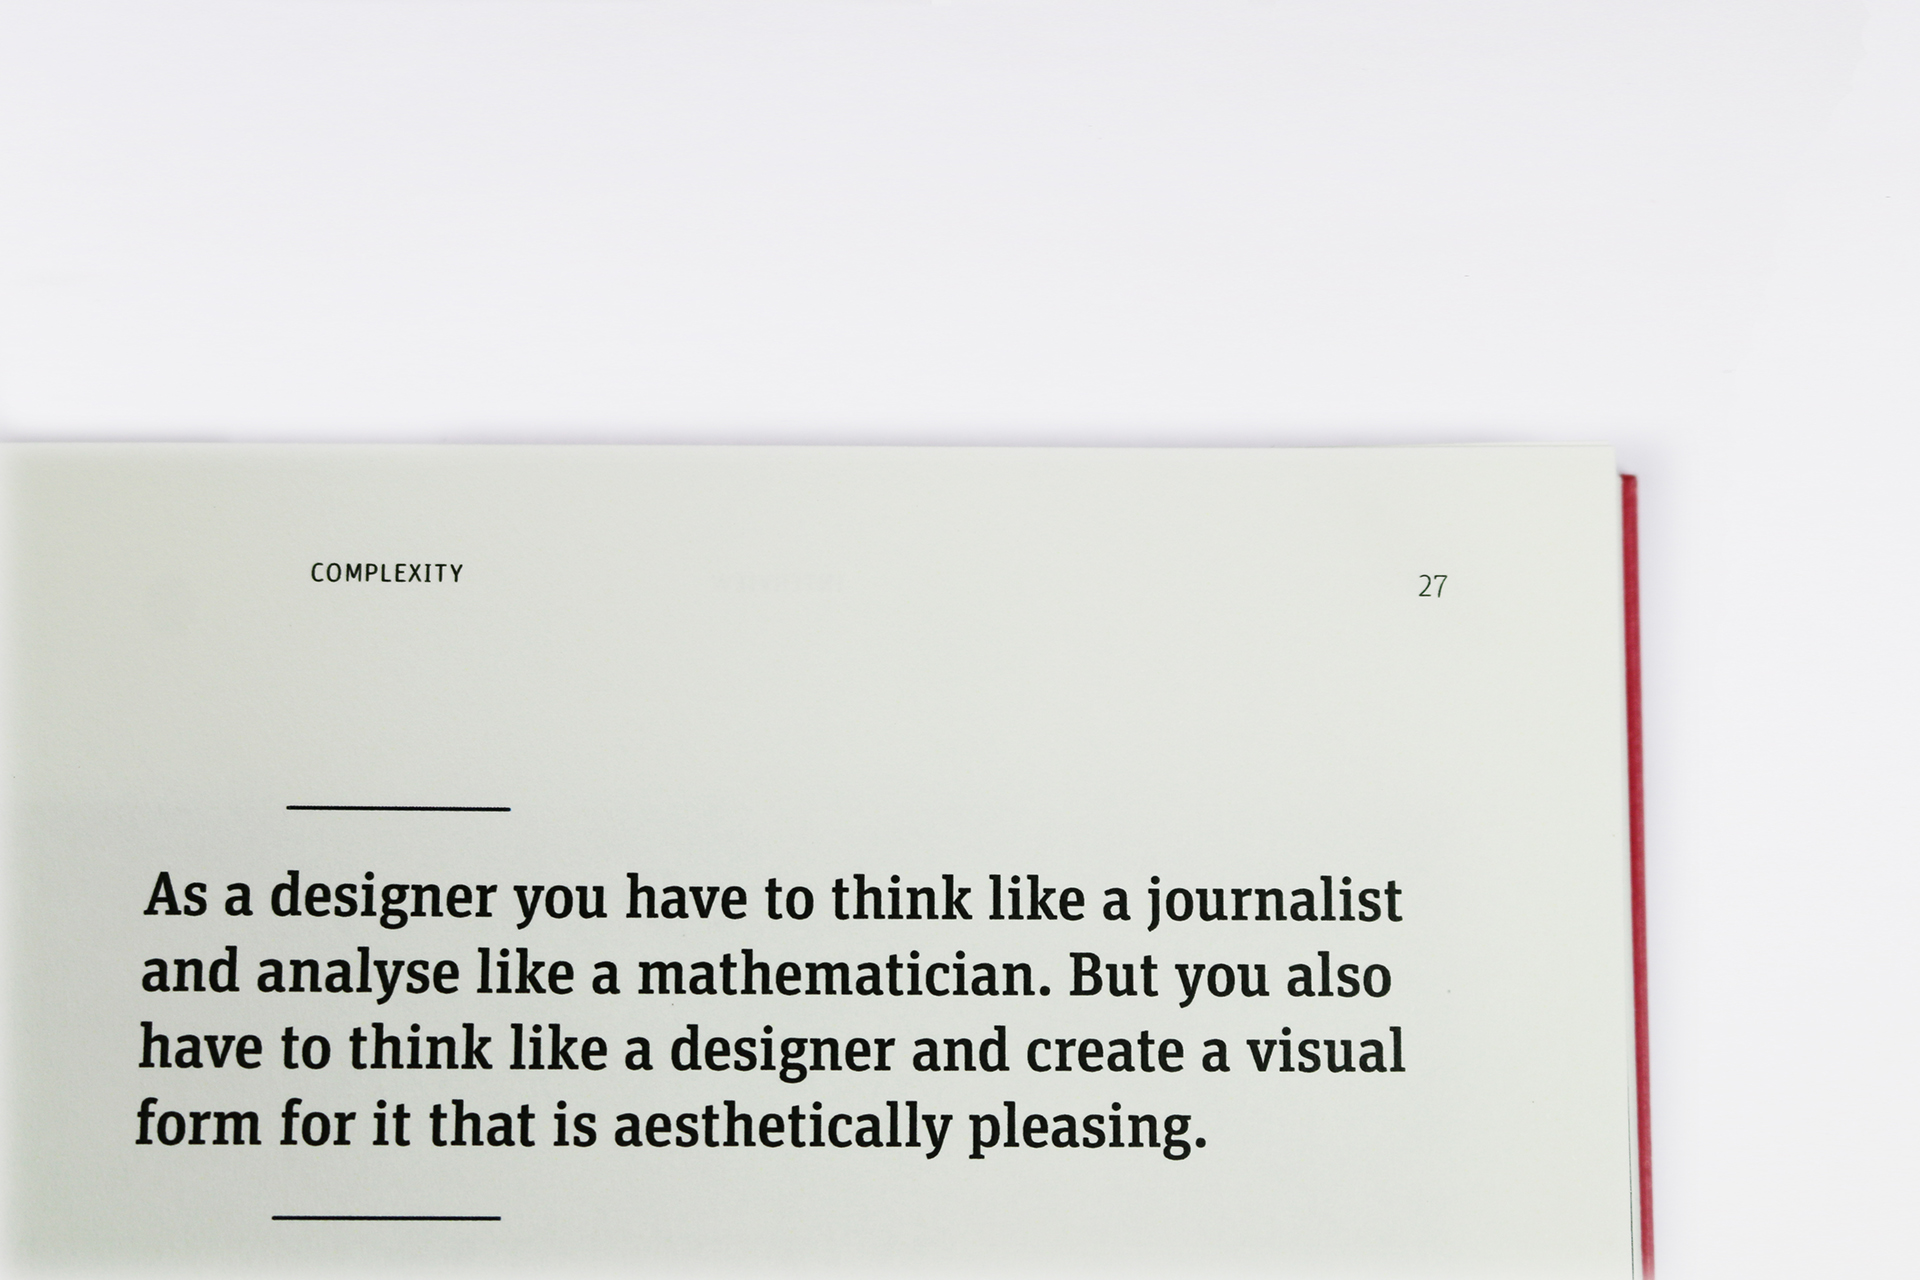 COMPLEXITY
27
As a designer you have to think like a journalist
and analyse like a mathematician. But you also
have to think like a designer and create a visual
form for it that is aesthetically pleasing.